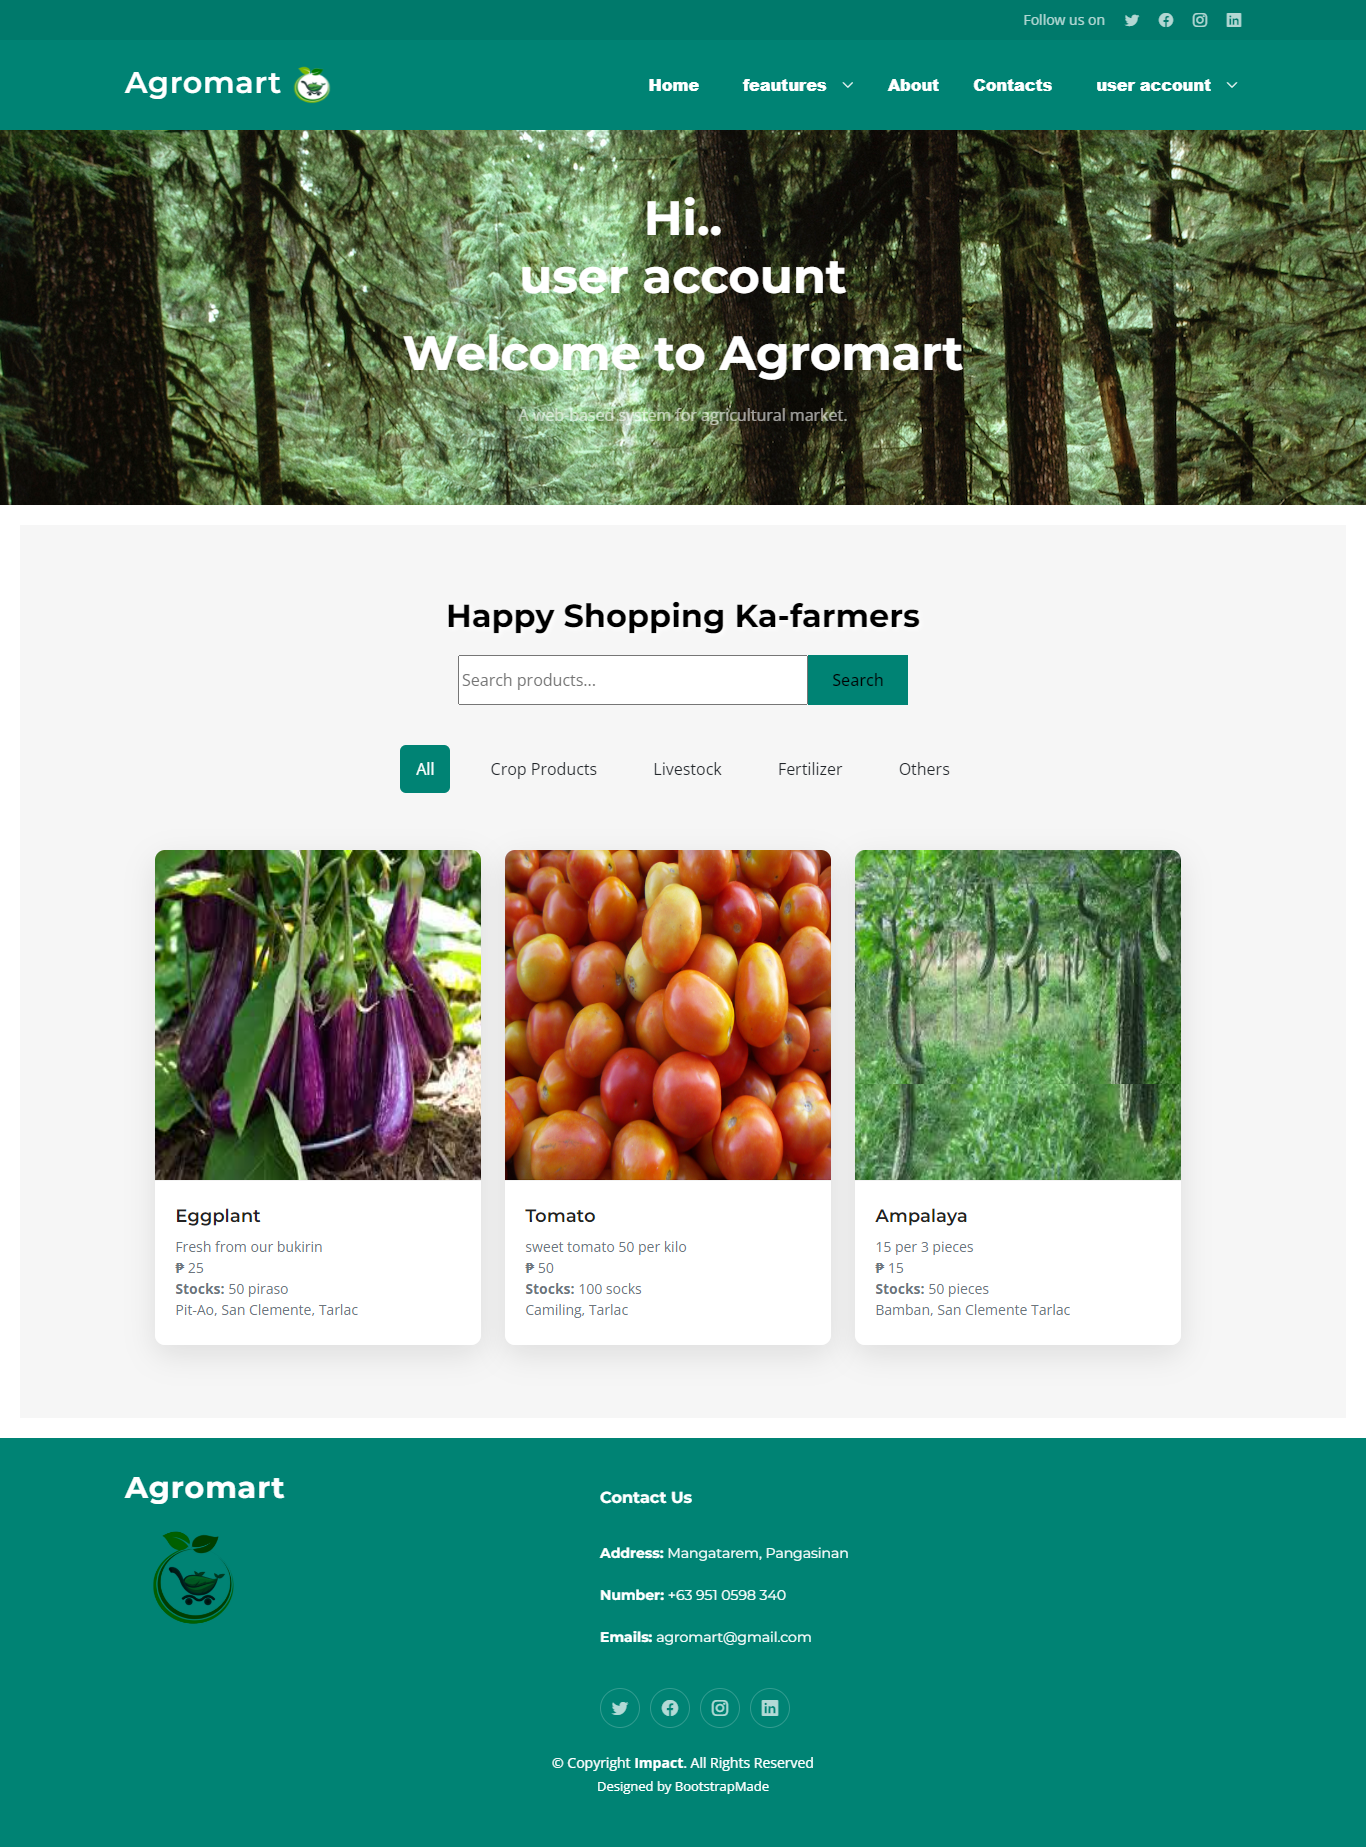 Follow us on
Agromart
Home feautures About Contacts user account
Hi..
user account
Welcome to Agromart
A web-based system for agricultural market.
Happy Shopping Ka-farmers
Search products...
Search
All Crop Products Livestock Fertilizer Others
Eggplant
Fresh from our bukirin
₱ 25
Stocks: 50 piraso
Pit-Ao, San Clemente, Tarlac
Tomato
sweet tomato 50 per kilo
₱ 50
Stocks: 100 socks
Camiling, Tarlac
Ampalaya
15 per 3 pieces
₱ 15
Stocks: 50 pieces
Bamban, San Clemente Tarlac
Agromart
Contact Us
Address: Mangatarem, Pangasinan
Number: +63 951 0598 340
Emails: agromart@gmail.com
© Copyright Impact. All Rights Reserved
Designed by BootstrapMade